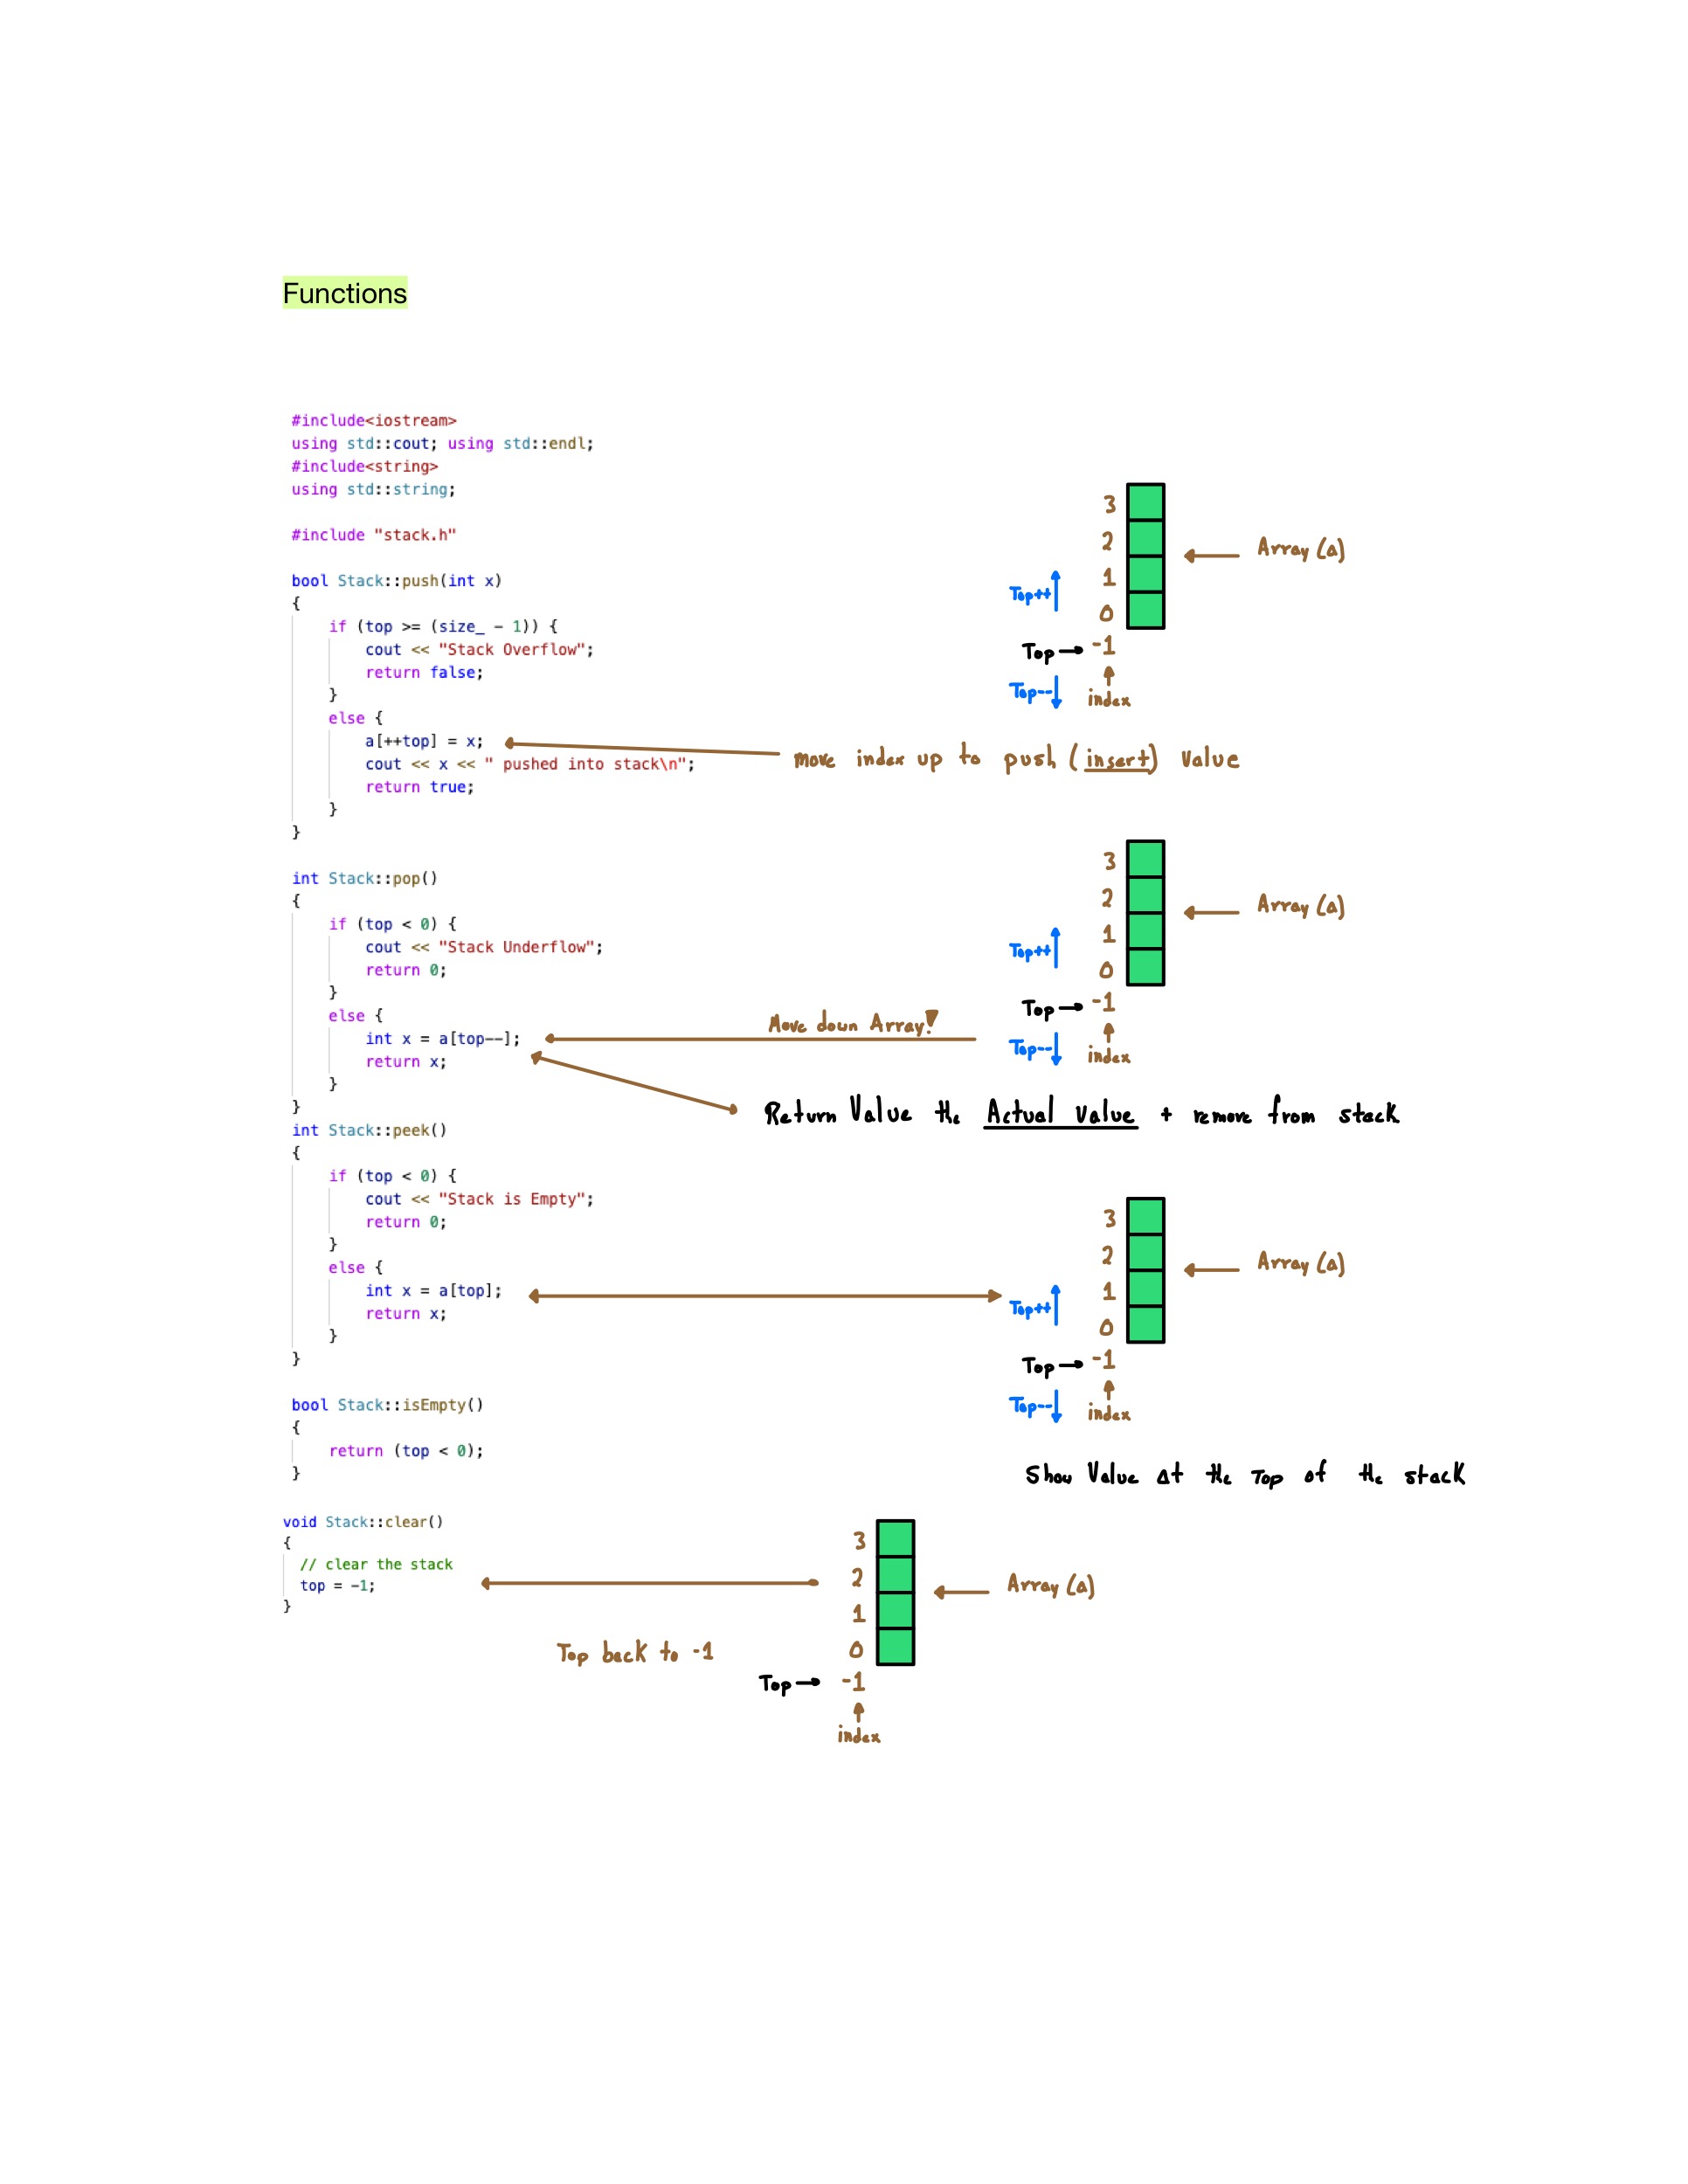 Functions
#include<iostream>
using std::cout; using std::endl;
#include<string>
using std::string;
#include "stack.h"
bool Stack::push(int x)
{
if (top >= (size_ - 1)) {
cout << "Stack Overflow";
return false;
}
else {
a[++top] = x;
cout << x << " pushed into stack\n";
return true;
}
}
3
2
1
0
-1
Array (a)
Top++
Top
Top--
index
move index up to push (insert) value
int Stack::pop()
{
if (top < 0) {
cout << "Stack Underflow";
return 0;
}
else {
int x = a[top--];
return x;
}
}
3
2
1
0
-1
Array (a)
Top++
Top
Top--
index
Move down Array!
Return Value the Actual value + remove from stack
int Stack::peek()
{
if (top < 0) {
cout << "Stack is Empty";
return 0;
}
else {
int x = a[top];
return x;
}
}
3
2
1
0
-1
Array (a)
Top++
Top
Top--
index
Show Value At the Top of the stack
bool Stack::isEmpty()
{
return (top < 0);
}
void Stack::clear()
{
// clear the stack
top = -1;
}
3
2
1
0
-1
Array (a)
Top back to -1
Top
index